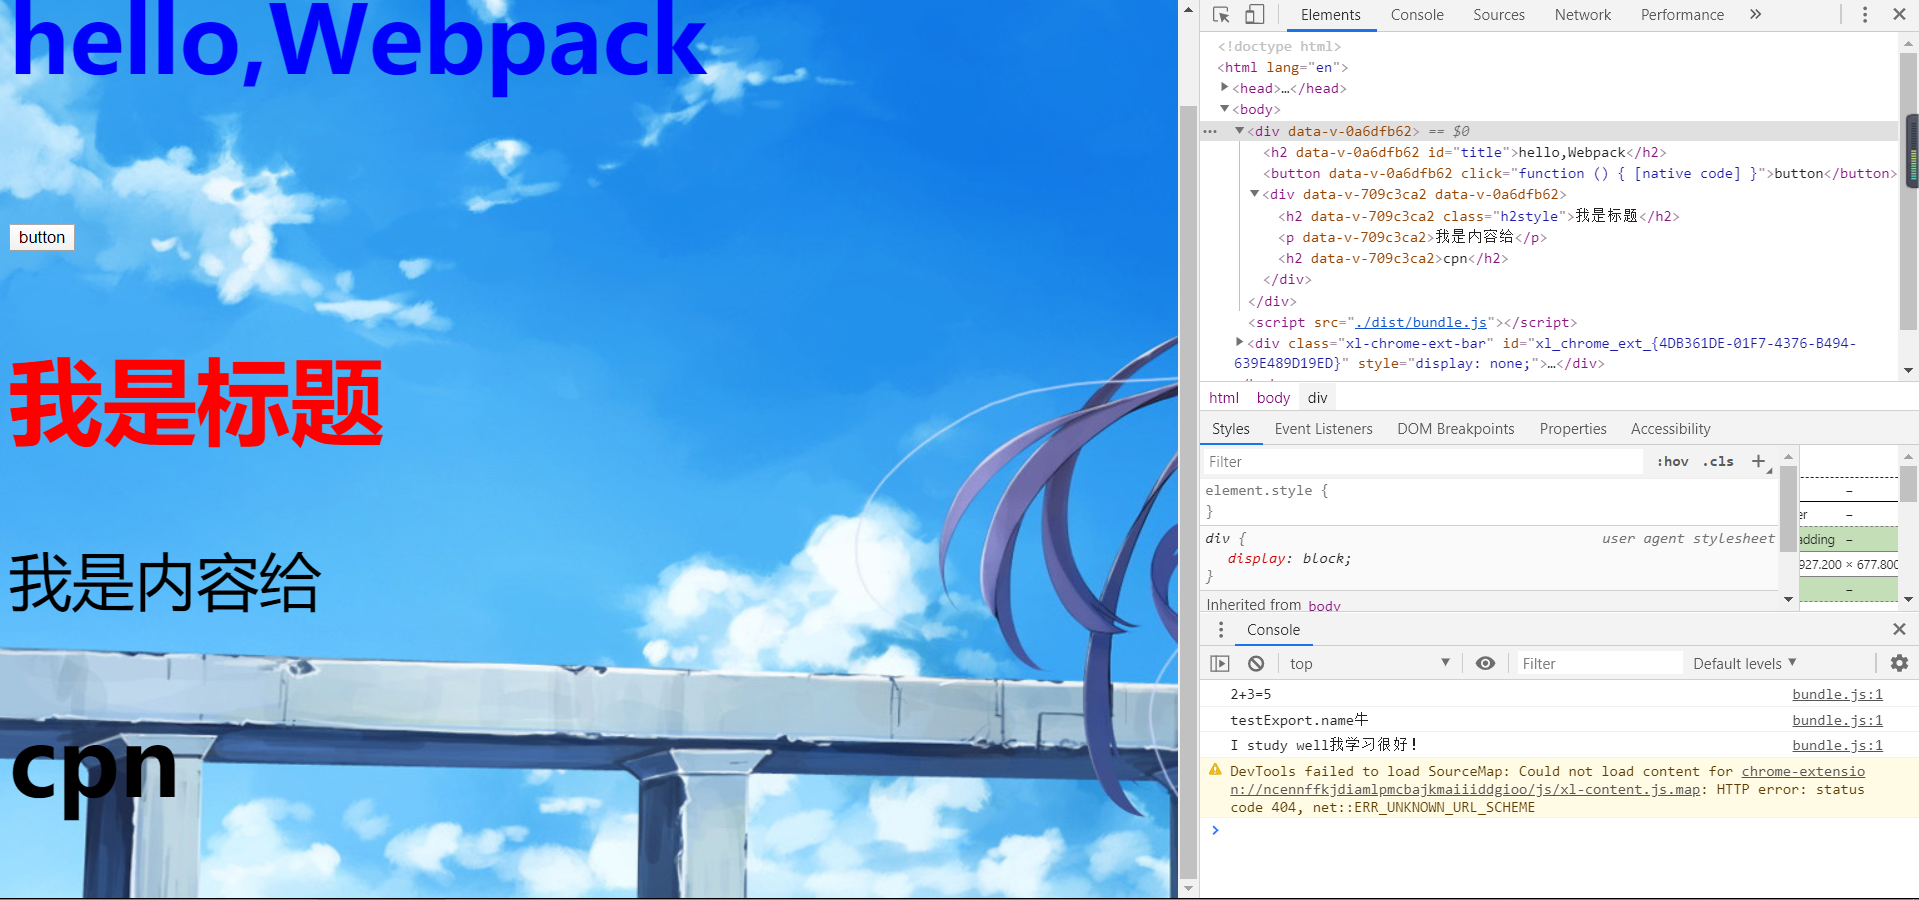 hello,Webpack
button
我是标题
我是内容给
cpn
Elements Console Sources Network Performance »
<!doctype html>
<html lang="en">
<head>…</head>
<body>
… <div data-v-0a6dfb62> == $0
<h2 data-v-0a6dfb62 id="title">hello,Webpack</h2>
<button data-v-0a6dfb62 click="function () { [native code] }">button</button>
<div data-v-709c3ca2 data-v-0a6dfb62>
<h2 data-v-709c3ca2 class="h2style">我是标题</h2>
<p data-v-709c3ca2>我是内容给</p>
<h2 data-v-709c3ca2>cpn</h2>
</div>
</div>
<script src="./dist/bundle.js"></script>
<div class="xl-chrome-ext-bar" id="xl_chrome_ext_{4DB361DE-01F7-4376-B494-
639E489D19ED}" style="display: none;">…</div>
html body div
Styles Event Listeners DOM Breakpoints Properties Accessibility
Filter :hov .cls +
element.style {
}
div { user agent stylesheet
display: block;
}
Inherited from body
–
er –
adding –
927.200 × 677.800
–
Console
top Filter Default levels
2+3=5 bundle.js:1
testExport.name牛 bundle.js:1
I study well我学习很好! bundle.js:1
DevTools failed to load SourceMap: Could not load content for chrome-extensio
n://ncennffkjdiamlpmcbajkmaiiiddgioo/js/xl-content.js.map: HTTP error: status
code 404, net::ERR_UNKNOWN_URL_SCHEME
>